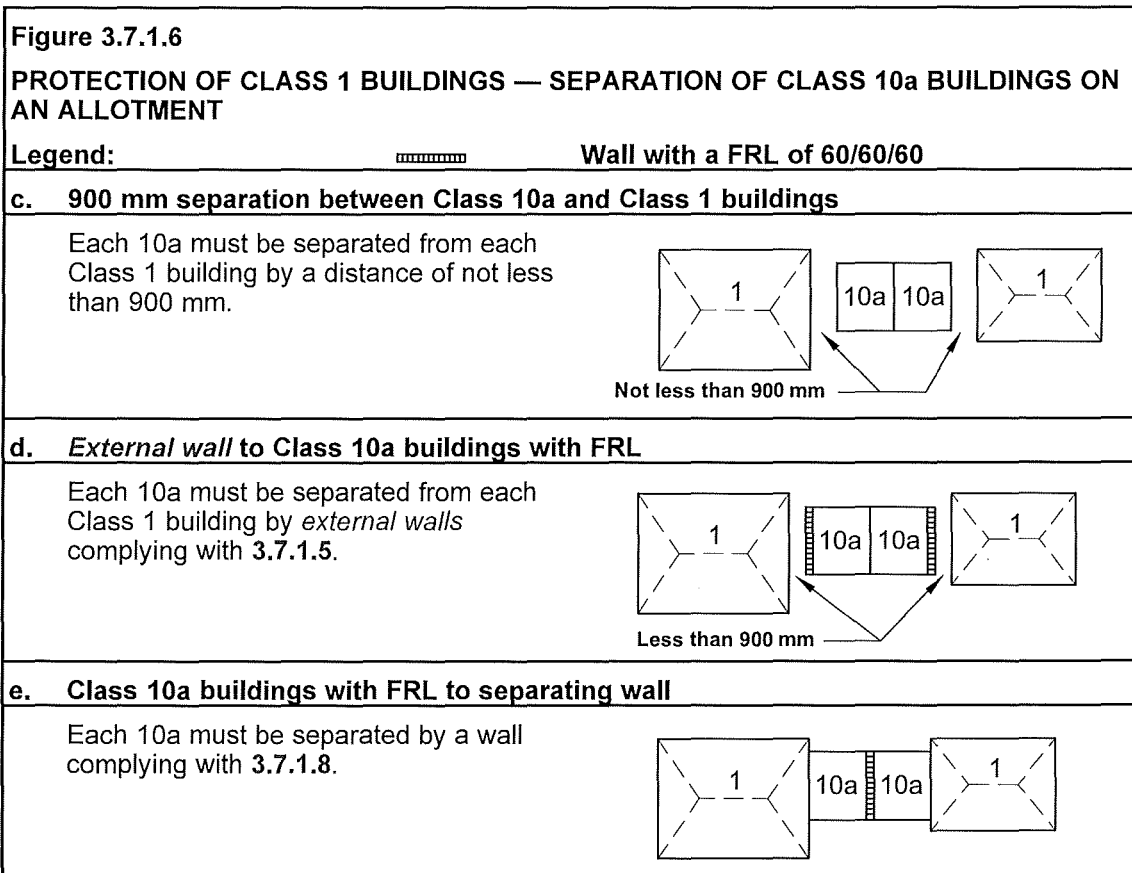 Figure 3.7.1.6
PROTECTION OF CLASS 1 BUILDINGS — SEPARATION OF CLASS 10a BUILDINGS ON
AN ALLOTMENT
Legend: Wall with a FRL of 60/60/60
c. 900 mm separation between Class 10a and Class 1 buildings
Each 10a must be separated from each
Class 1 building by a distance of not less
than 900 mm.
1 10a 10a 1
Not less than 900 mm
d. External wall to Class 10a buildings with FRL
Each 10a must be separated from each
Class 1 building by external walls
complying with 3.7.1.5.
1 10a 10a 1
Less than 900 mm
e. Class 10a buildings with FRL to separating wall
Each 10a must be separated by a wall
complying with 3.7.1.8.
1 10a 10a 1